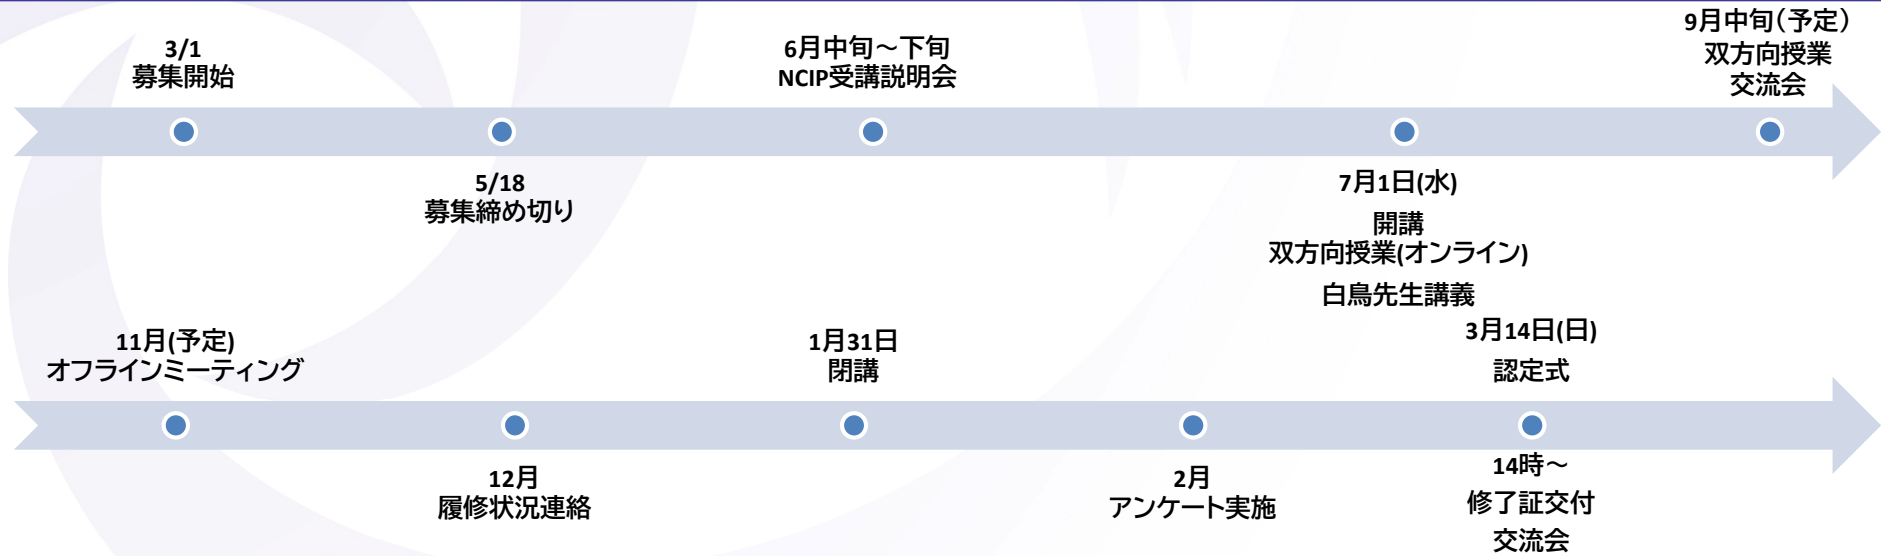 3/1
募集開始
5/18
募集締め切り
6月中旬～下旬
NCIP受講説明会
7月1日(水)
開講
双方向授業(オンライン)
白鳥先生講義
9月中旬（予定）
双方向授業
交流会
11月(予定)
オフラインミーティング
12月
履修状況連絡
1月31日
閉講
2月
アンケート実施
3月14日(日)
認定式
14時～
修了証交付
交流会